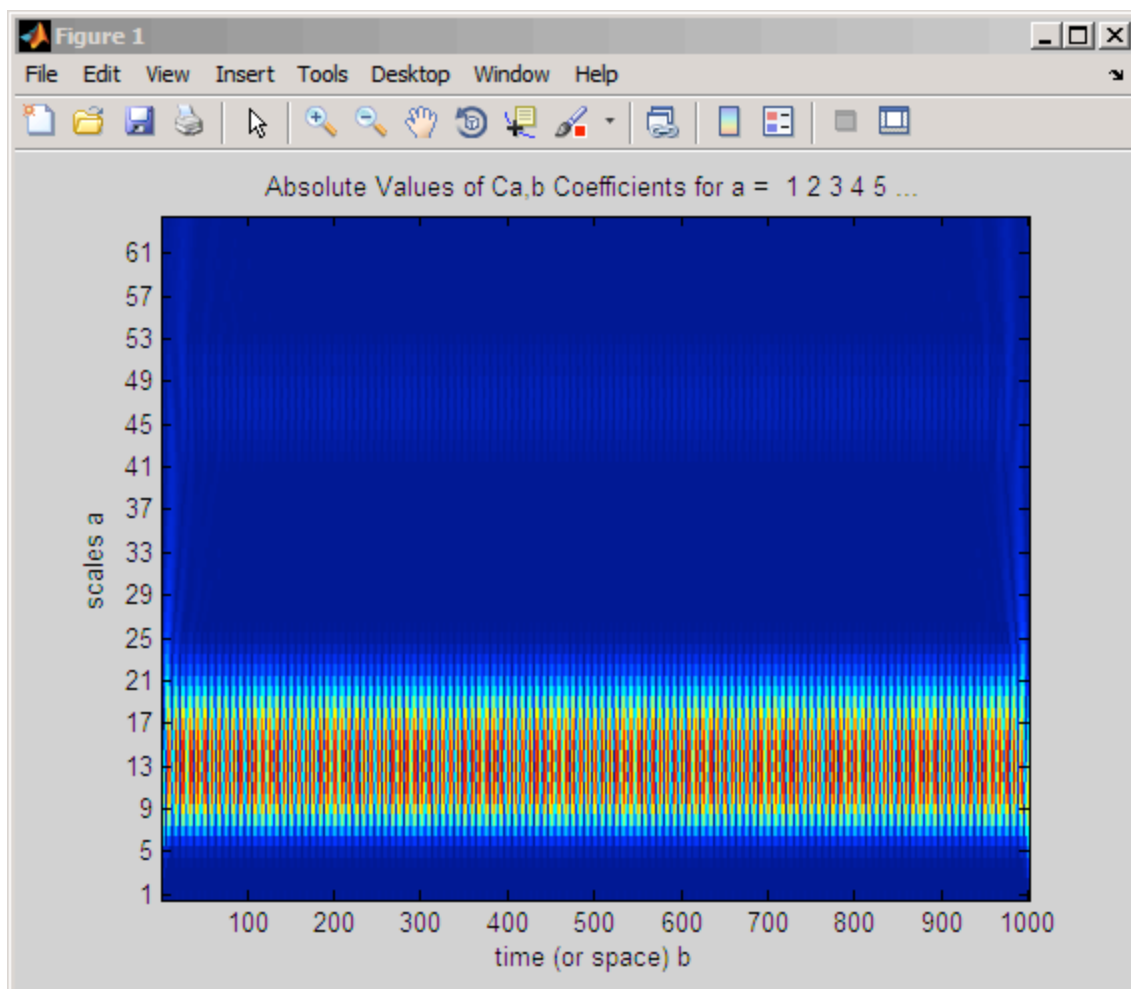 Figure 1
File Edit View Insert Tools Desktop Window Help
Absolute Values of Ca,b Coefficients for a = 1 2 3 4 5 ...
61
57
53
49
45
41
37
33
29
25
21
17
13
9
5
1
scales a
100 200 300 400 500 600 700 800 900 1000
time (or space) b